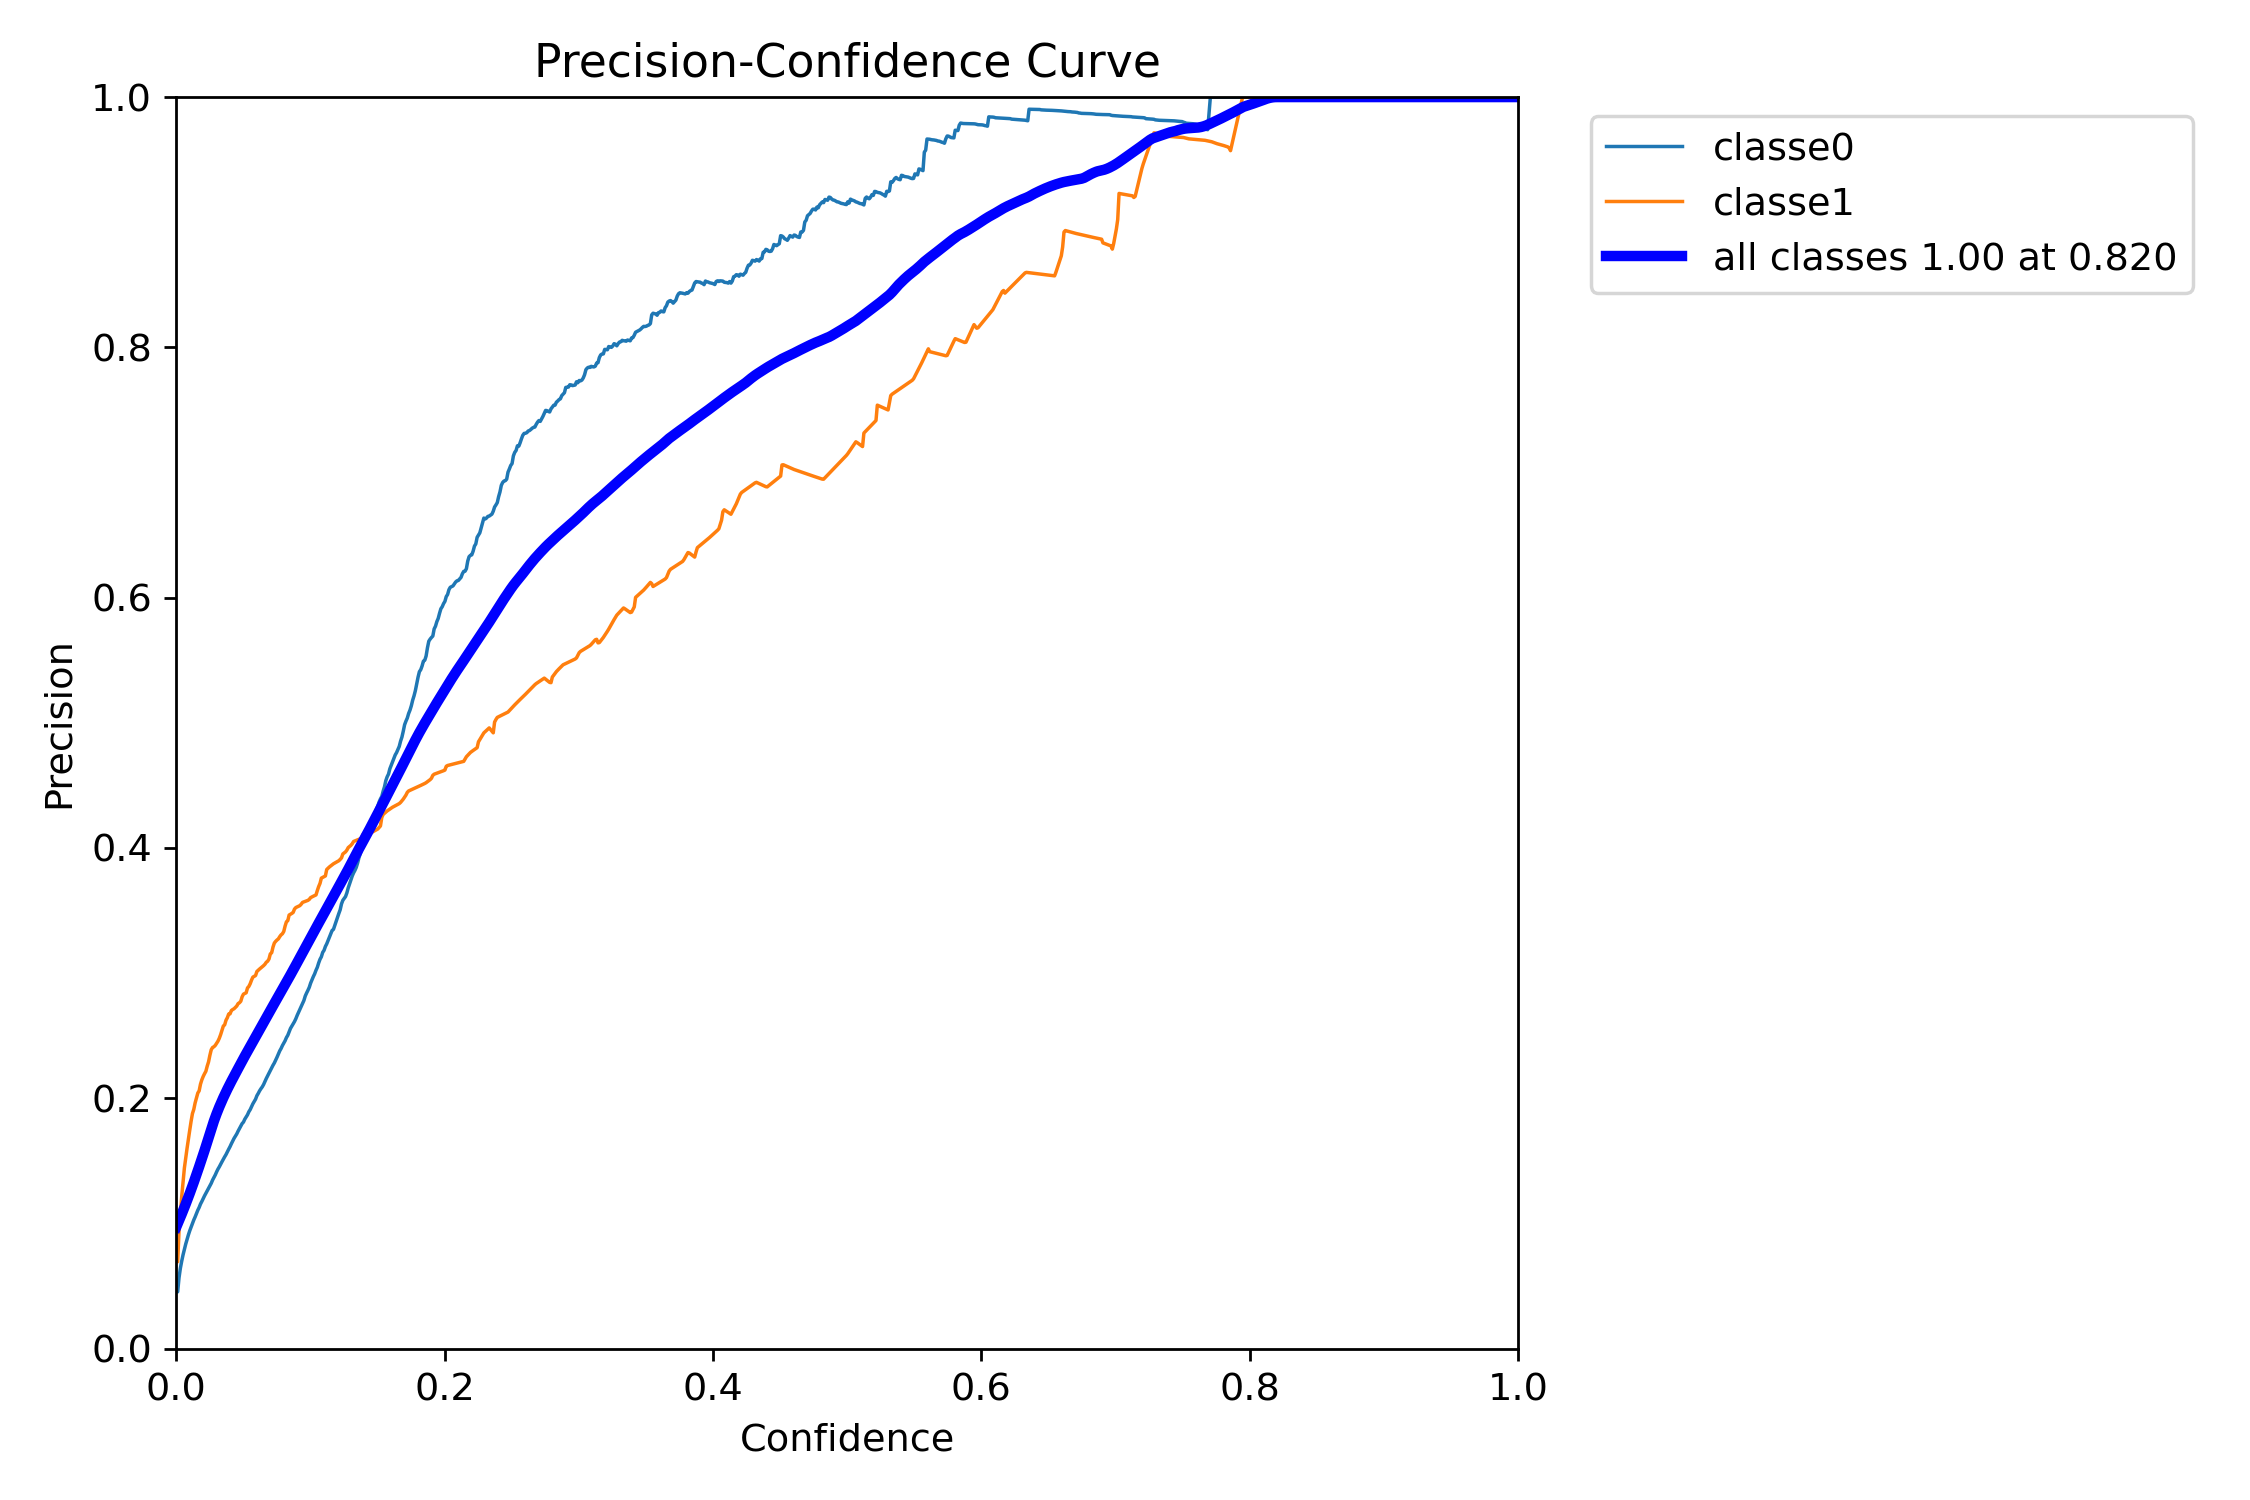 Precision-Confidence Curve
1.0
0.8
0.6
0.4
0.2
0.0
Precision
0.0 0.2 0.4 0.6 0.8 1.0
Confidence
classe0
classe1
all classes 1.00 at 0.820